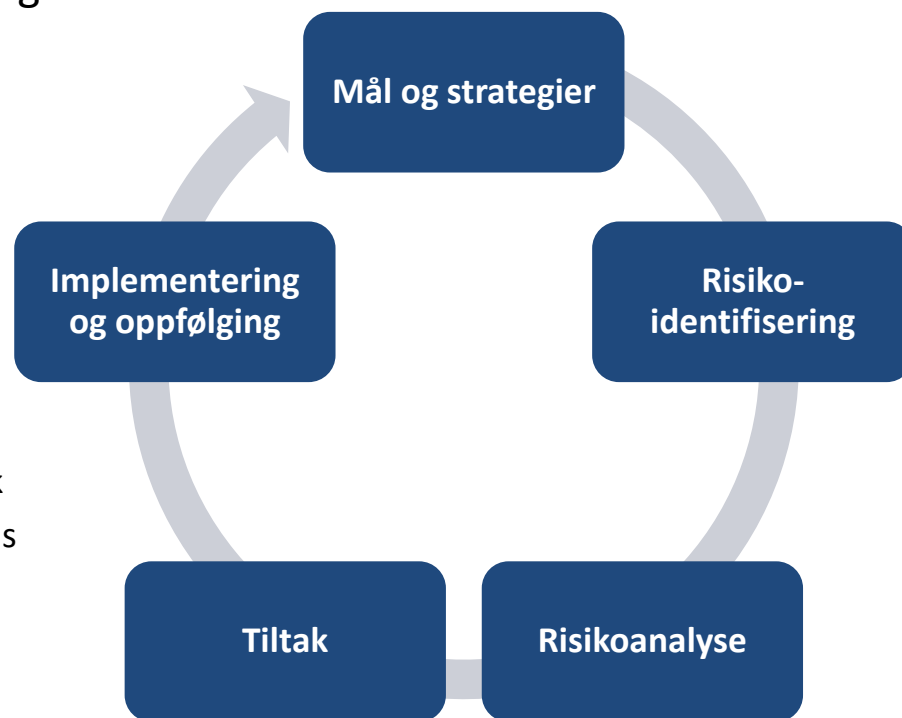 g
Mål og strategier
Risiko-
identifisering
Risikoanalyse
Tiltak
Implementering
og oppfølging
k
s